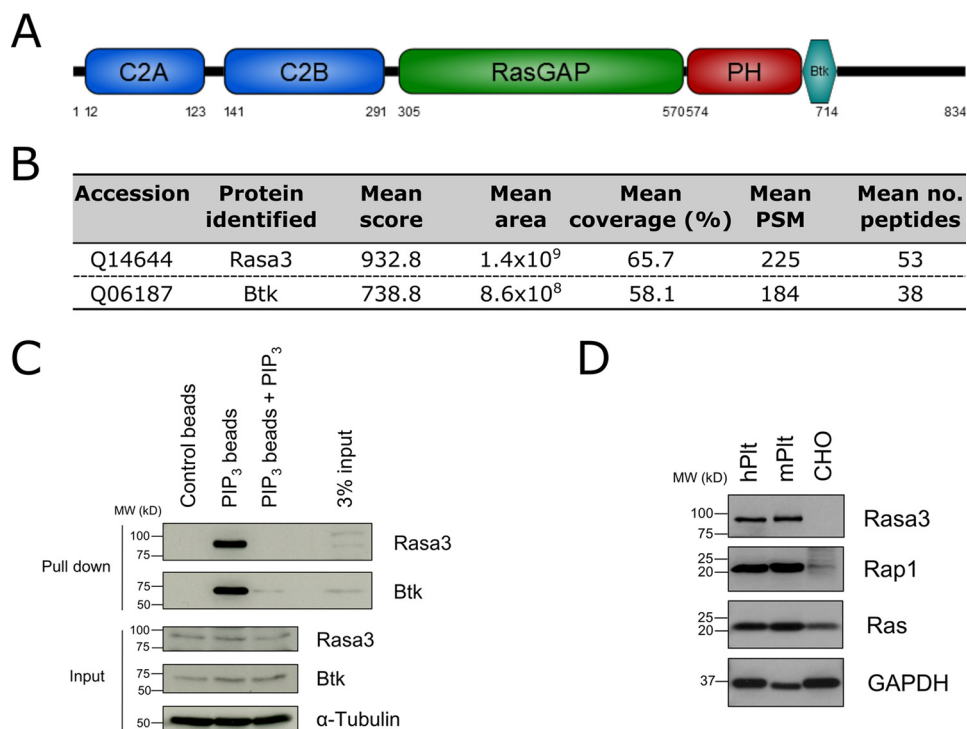 A
C2A C2B RasGAP PH Btk
1 12 123 141 291 305 570 574 714 834
B
Accession Protein identified Mean score Mean area Mean coverage (%) Mean PSM Mean no. peptides
Q14644 Rasa3 932.8 1.4x10⁹ 65.7 225 53
Q06187 Btk 738.8 8.6x10⁸ 58.1 184 38
C
Control beads
PIP₃ beads
PIP₃ beads + PIP₃
3% input
MW (kD)
Pull down
100
75
Rasa3
75
50
Btk
Input
100
75
Rasa3
75
50
Btk
50
α-Tubulin
D
hPlt
mPlt
CHO
MW (kD)
100
75
Rasa3
25
20
Rap1
25
20
Ras
37
GAPDH